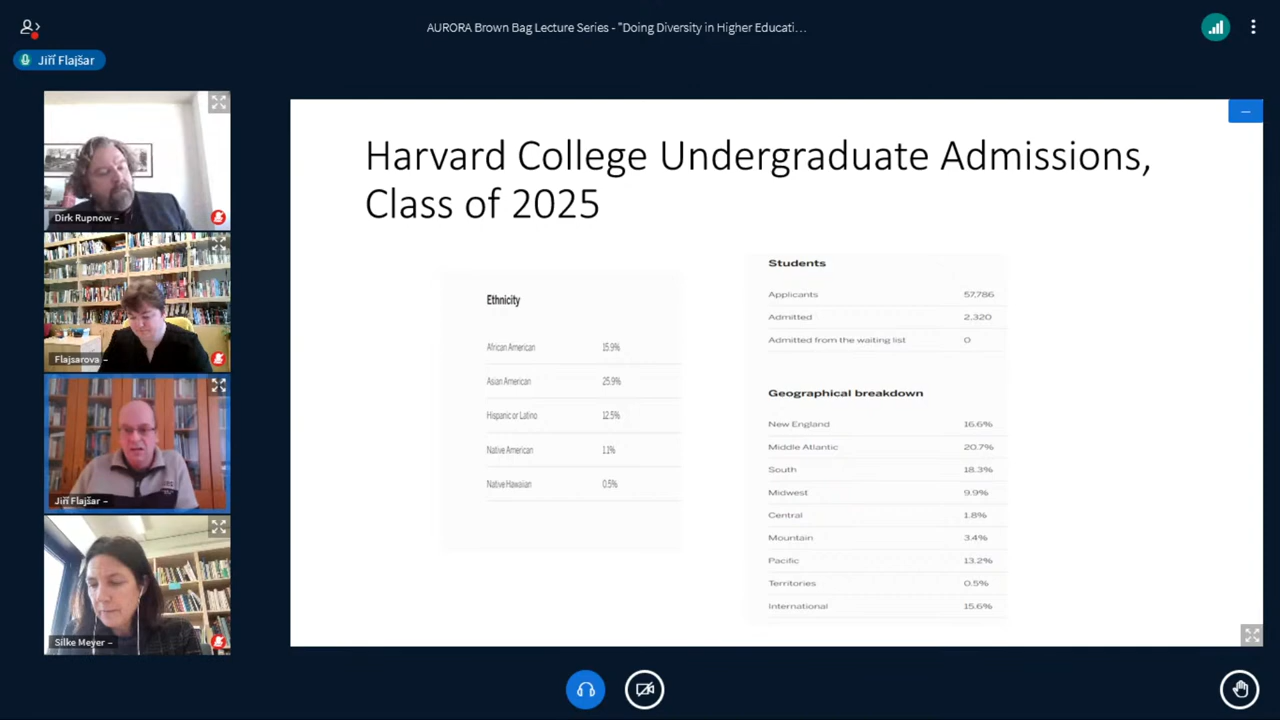 AURORA Brown Bag Lecture Series - "Doing Diversity in Higher Educati…
Jiří Flajšar
Dirk Rupnow –
Flajsarova –
Jiří Flajšar –
Silke Meyer –
Harvard College Undergraduate Admissions,
Class of 2025
Ethnicity
African American 15.9%
Asian American 25.9%
Hispanic or Latino 12.5%
Native American 1.1%
Native Hawaiian 0.5%
Students
Applicants 57,786
Admitted 2,320
Admitted from the waiting list 0
Geographical breakdown
New England 16.6%
Middle Atlantic 20.7%
South 18.3%
Midwest 9.9%
Central 1.8%
Mountain 3.4%
Pacific 13.2%
Territories 0.5%
International 15.6%